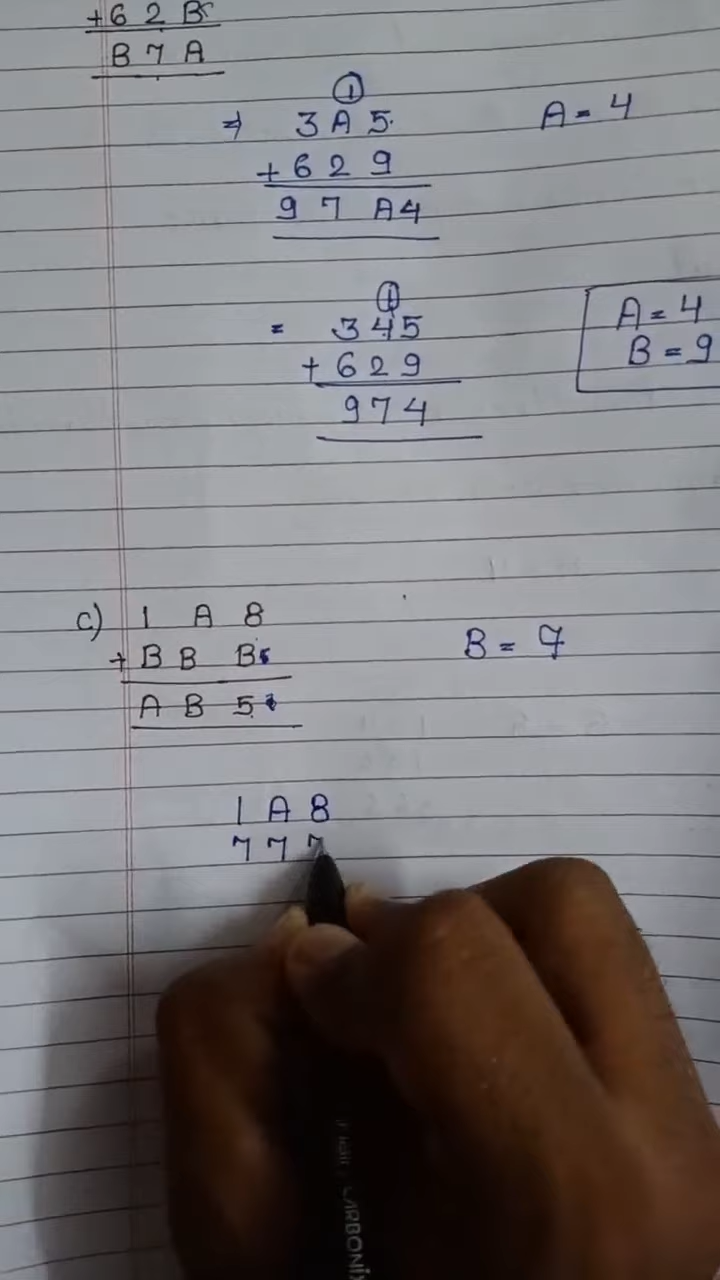 + 6 2 B
B 7 A
①
⇒ 3 A 5 A = 4
+ 6 2 9
9 7 A4
①
= 3 4 5 A = 4
+ 6 2 9 B = 9
9 7 4
c) 1 A 8
+ B B B B = 7
A B 5
1 A 8
7 7 7